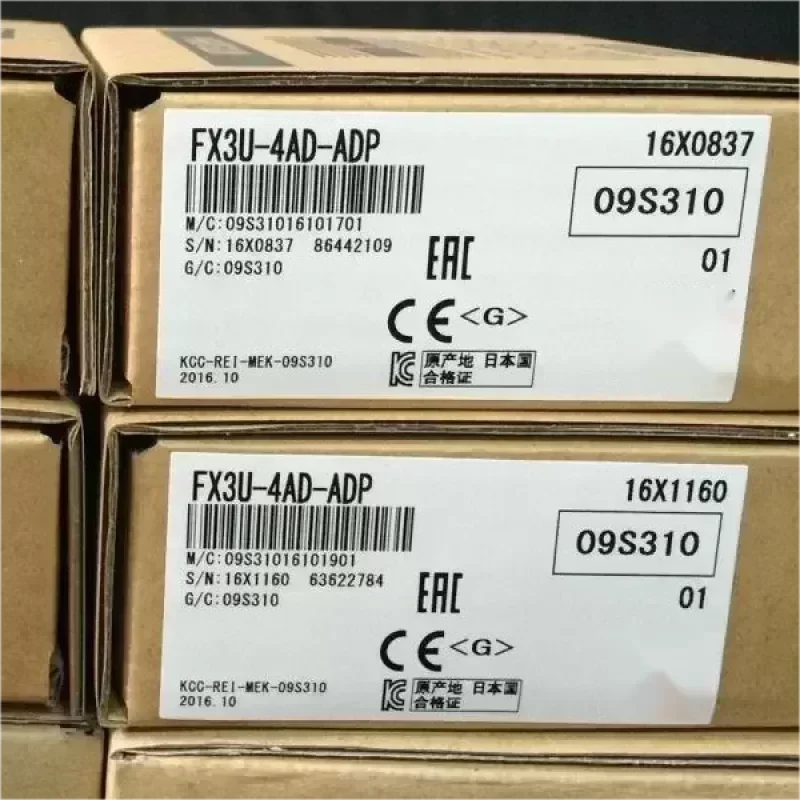 FX3U-4AD-ADP
16X0837
09S310
M/C:09S31016101701
S/N:16X0837 86442109
G/C:09S310
01
EAC
CE<G>
KCC-REI-MEK-09S310
2016.10
原产地 日本国
合格证
FX3U-4AD-ADP
16X1160
09S310
M/C:09S31016101901
S/N:16X1160 63622784
G/C:09S310
01
EAC
CE<G>
KCC-REI-MEK-09S310
2016.10
原产地 日本国
合格证